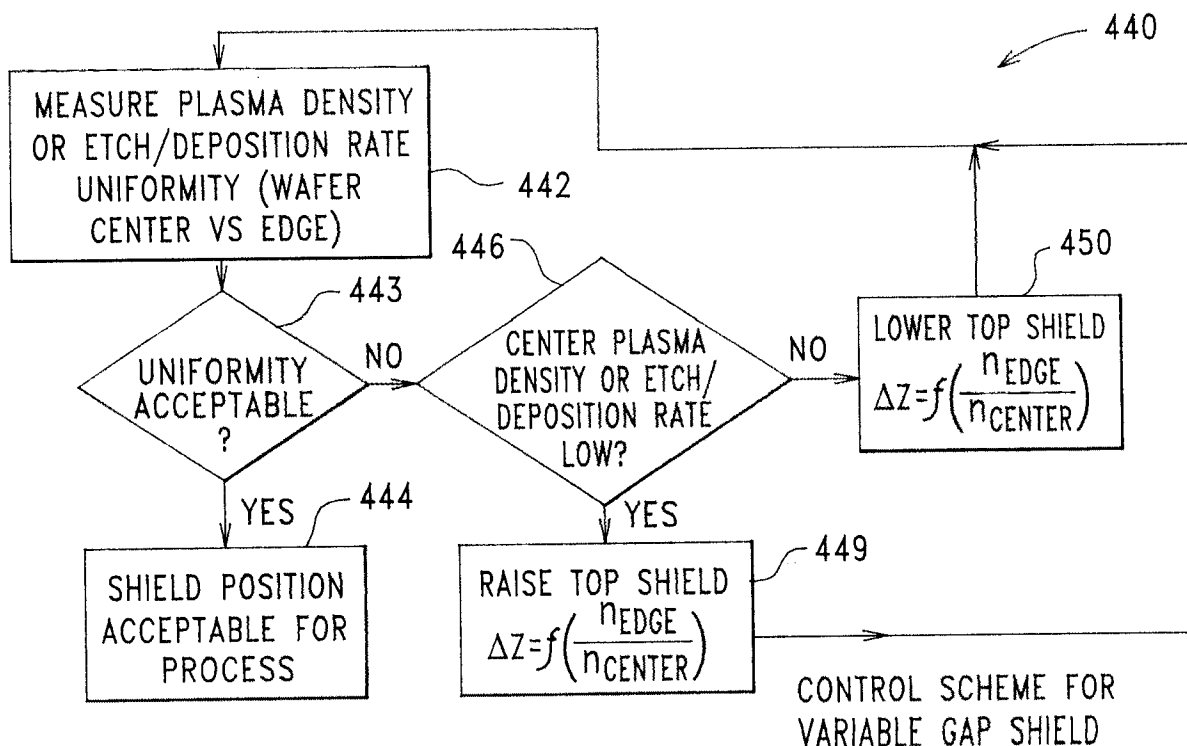 440
MEASURE PLASMA DENSITY
OR ETCH/DEPOSITION RATE
UNIFORMITY (WAFER
CENTER VS EDGE)
442
443
UNIFORMITY
ACCEPTABLE
?
NO
YES
444
SHIELD POSITION
ACCEPTABLE FOR
PROCESS
446
CENTER PLASMA
DENSITY OR ETCH/
DEPOSITION RATE
LOW?
NO
YES
450
LOWER TOP SHIELD
ΔZ=f(nEDGE/nCENTER)
449
RAISE TOP SHIELD
ΔZ=f(nEDGE/nCENTER)
CONTROL SCHEME FOR
VARIABLE GAP SHIELD